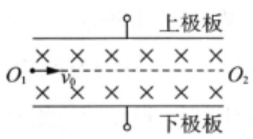 上极板
× × × × × ×
O₁ v₀ O₂
× × × × × ×
下极板